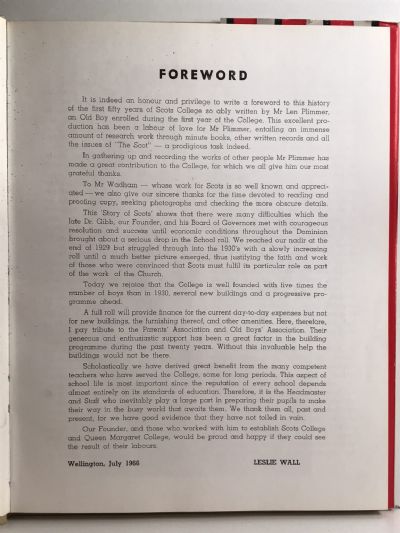 FOREWORD
It is indeed an honour and privilege to write a foreword to this history
of the first fifty years of Scots College so ably written by Mr Len Plimmer,
an Old Boy enrolled during the first year of the College. This excellent pro-
duction has been a labour of love for Mr Plimmer, entailing an immense
amount of research work through minute books, other written records and all
the issues of "The Scot" — a prodigious task indeed.
In gathering up and recording the works of other people Mr Plimmer has
made a great contribution to the College, for which we all give him our most
grateful thanks.
To Mr Wadham — whose work for Scots is so well known and appreci-
ated — we also give our sincere thanks for the time devoted to reading and
proofing copy, seeking photographs and checking the more obscure details.
This 'Story of Scots' shows that there were many difficulties which the
late Dr. Gibb, our Founder, and his Board of Governors met with courageous
resolution and success until economic conditions throughout the Dominion
brought about a serious drop in the School roll. We reached our nadir at the
end of 1929 but struggled through into the 1930's with a slowly increasing
roll until a much better picture emerged, thus justifying the faith and work
of those who were convinced that Scots must fulfil its particular role as part
of the work of the Church.
Today we rejoice that the College is well founded with five times the
number of boys than in 1930, several new buildings and a progressive pro-
gramme ahead.
A full roll will provide finance for the current day-to-day expenses but not
for new buildings, the furnishing thereof, and other amenities. Here, therefore,
I pay tribute to the Parents' Association and Old Boys' Association. Their
generous and enthusiastic support has been a great factor in the building
programme during the past twenty years. Without this invaluable help the
buildings would not be there.
Scholastically we have derived great benefit from the many competent
teachers who have served the College, some for long periods. This aspect of
school life is most important since the reputation of every school depends
almost entirely on its standards of education. Therefore, it is the Headmaster
and Staff who inevitably play a large part in preparing their pupils to make
their way in the busy world that awaits them. We thank them all, past and
present, for we have good evidence that they have not toiled in vain.
Our Founder, and those who worked with him to establish Scots College
and Queen Margaret College, would be proud and happy if they could see
the result of their labours.
Wellington, July 1966 LESLIE WALL